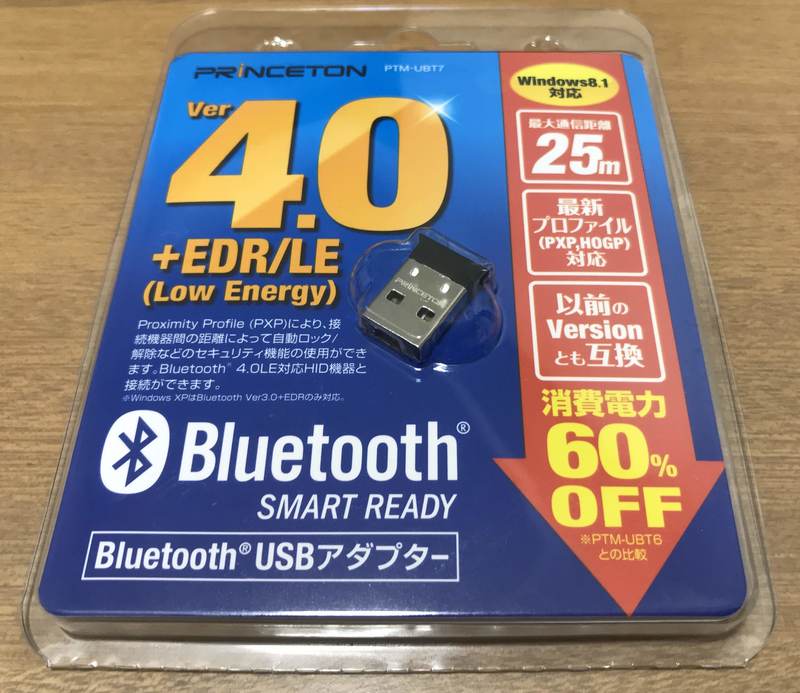 PRINCETON PTM-UBT7
Ver.
4.0
+EDR/LE
(Low Energy)
Proximity Profile (PXP)により、接
続機器間の距離によって自動ロック/
解除などのセキュリティ機能の使用ができ
ます。Bluetooth® 4.0LE対応HID機器と
接続ができます。
※Windows XPはBluetooth Ver3.0+EDRのみ対応。
Bluetooth®
SMART READY
Bluetooth® USBアダプター
PRINCETON
Windows8.1
対応
最大通信距離
25m
最新
プロファイル
(PXP,HOGP)
対応
以前の
Version
とも互換
消費電力
60%
OFF
※PTM-UBT6
との比較